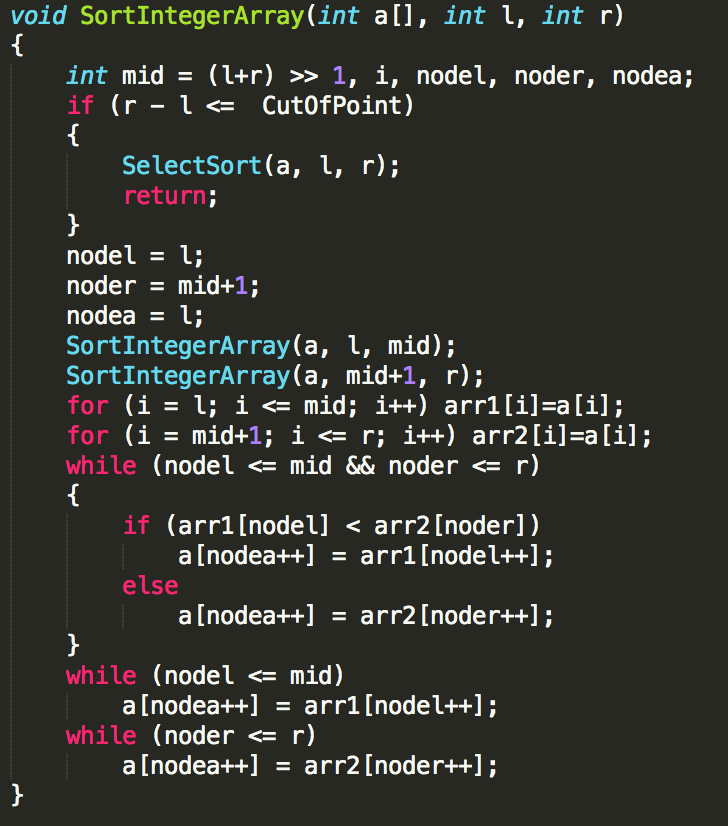 void SortIntegerArray(int a[], int l, int r)
{
    int mid = (l+r) >> 1, i, nodel, noder, nodea;
    if (r - l <=  CutOfPoint)
    {
        SelectSort(a, l, r);
        return;
    }
    nodel = l;
    noder = mid+1;
    nodea = l;
    SortIntegerArray(a, l, mid);
    SortIntegerArray(a, mid+1, r);
    for (i = l; i <= mid; i++) arr1[i]=a[i];
    for (i = mid+1; i <= r; i++) arr2[i]=a[i];
    while (nodel <= mid && noder <= r)
    {
        if (arr1[nodel] < arr2[noder])
            a[nodea++] = arr1[nodel++];
        else
            a[nodea++] = arr2[noder++];
    }
    while (nodel <= mid)
        a[nodea++] = arr1[nodel++];
    while (noder <= r)
        a[nodea++] = arr2[noder++];
}